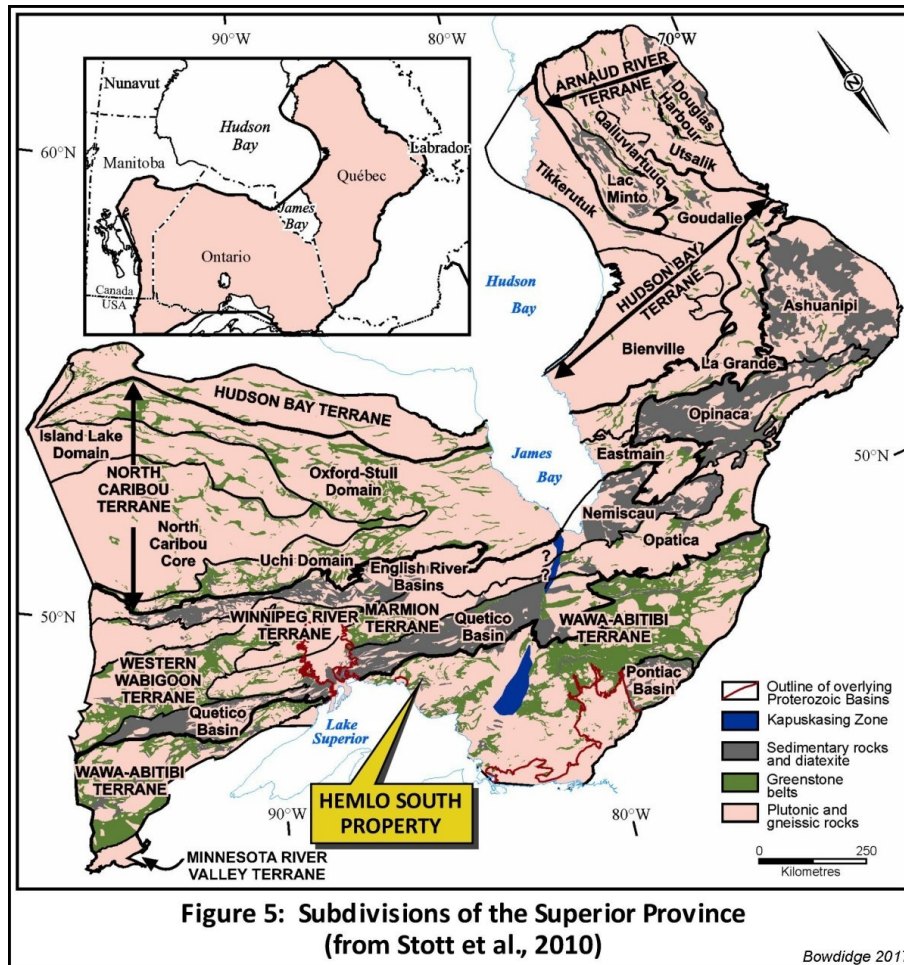 90°W
80°W
70°W
Nunavut
Hudson
Bay
60°N
Manitoba
Labrador
Québec
James
Bay
Ontario
Canada
USA
N
ARNAUD RIVER
TERRANE
Douglas
Harbour
Qalluviartuuq
Utsalik
Tikkerutuk
Lac
Minto
Goudalie
HUDSON BAY
TERRANE
Hudson
Bay
Ashuanipi
Bienville
La Grande
HUDSON BAY TERRANE
Opinaca
Island Lake
Domain
NORTH
CARIBOU
TERRANE
Oxford-Stull
Domain
James
Bay
Eastmain
50°N
North
Caribou
Core
Nemiscau
Uchi Domain
Opatica
English River
Basins
?
?
50°N
WINNIPEG RIVER
TERRANE
MARMION
TERRANE
Quetico
Basin
WAWA-ABITIBI
TERRANE
WESTERN
WABIGOON
TERRANE
Pontiac
Basin
Quetico
Basin
Lake
Superior
WAWA-ABITIBI
TERRANE
90°W
HEMLO SOUTH
PROPERTY
80°W
MINNESOTA RIVER
VALLEY TERRANE
Outline of overlying
Proterozoic Basins
Kapuskasing Zone
Sedimentary rocks
and diatexite
Greenstone
belts
Plutonic and
gneissic rocks
0 250
Kilometres
Figure 5: Subdivisions of the Superior Province
(from Stott et al., 2010)
Bowdidge 2017